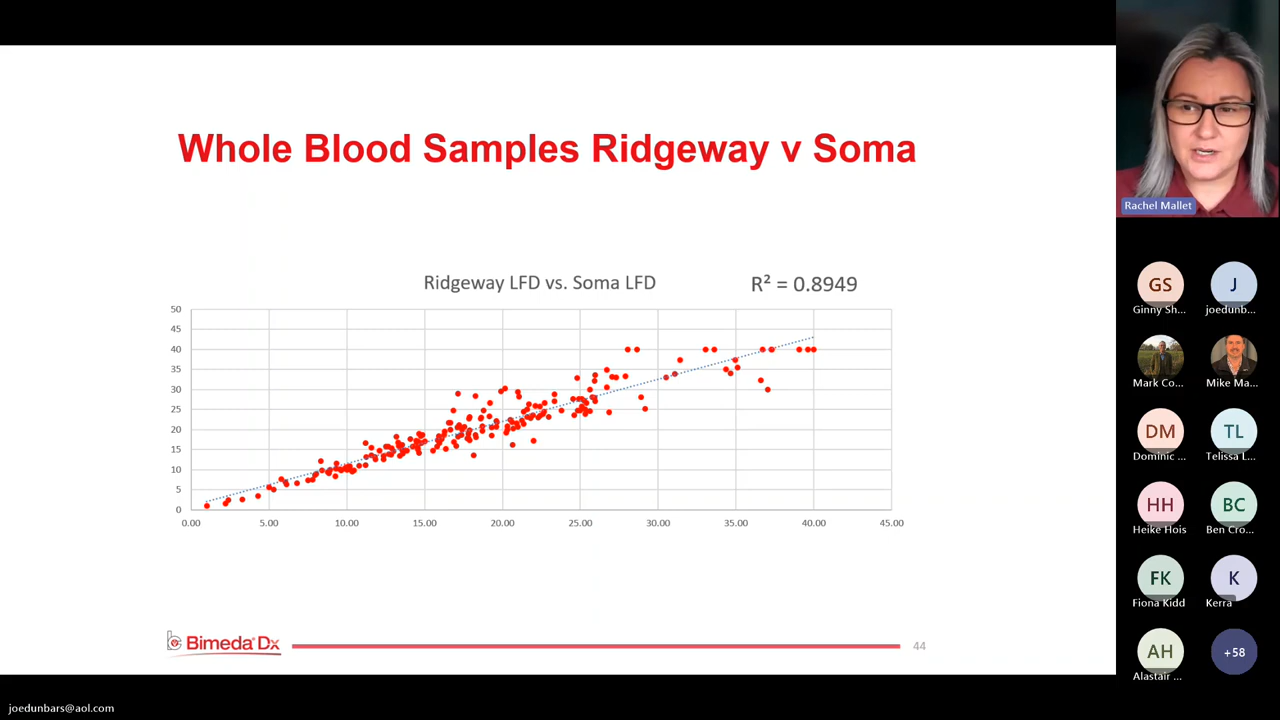 Whole Blood Samples Ridgeway v Soma
Ridgeway LFD vs. Soma LFD
R² = 0.8949
50
45
40
35
30
25
20
15
10
5
0
0.00 5.00 10.00 15.00 20.00 25.00 30.00 35.00 40.00 45.00
Bimeda® Dx
44
Rachel Mallet
GS
Ginny Sh...
J
joedunb...
Mark Co...
Mike Ma...
DM
Dominic ...
TL
Telissa L...
HH
Heike Hois
BC
Ben Cro...
FK
Fiona Kidd
K
Kerra
AH
Alastair ...
+58
joedunbars@aol.com